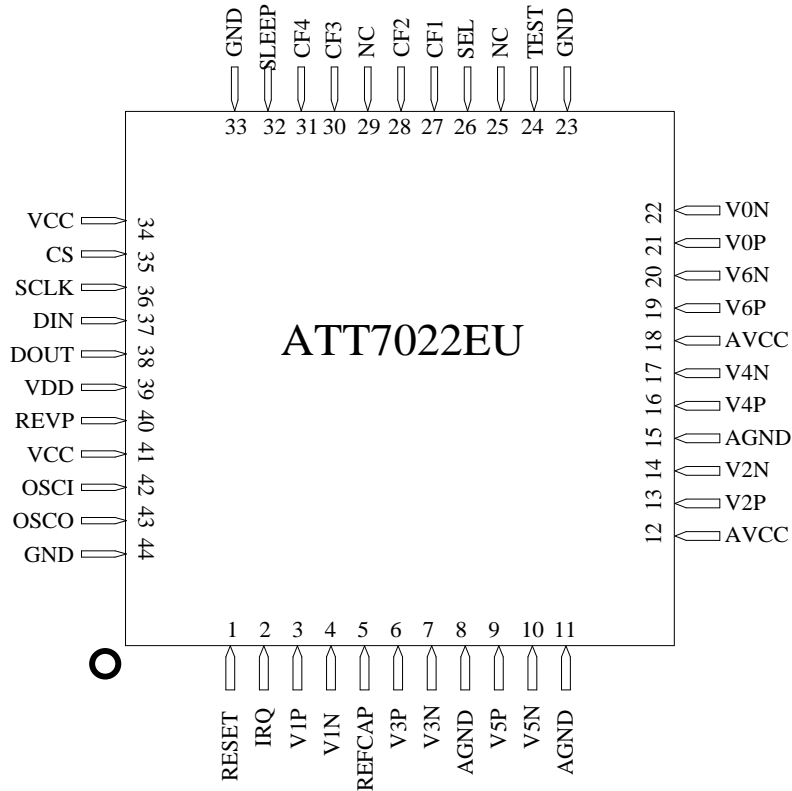 GND
SLEEP
CF4
CF3
NC
CF2
CF1
SEL
NC
TEST
GND
33
32
31
30
29
28
27
26
25
24
23
VCC
CS
SCLK
DIN
DOUT
VDD
REVP
VCC
OSCI
OSCO
GND
34
35
36
37
38
39
40
41
42
43
44
ATT7022EU
22
21
20
19
18
17
16
15
14
13
12
V0N
V0P
V6N
V6P
AVCC
V4N
V4P
AGND
V2N
V2P
AVCC
1
2
3
4
5
6
7
8
9
10
11
RESET
IRQ
V1P
V1N
REFCAP
V3P
V3N
AGND
V5P
V5N
AGND